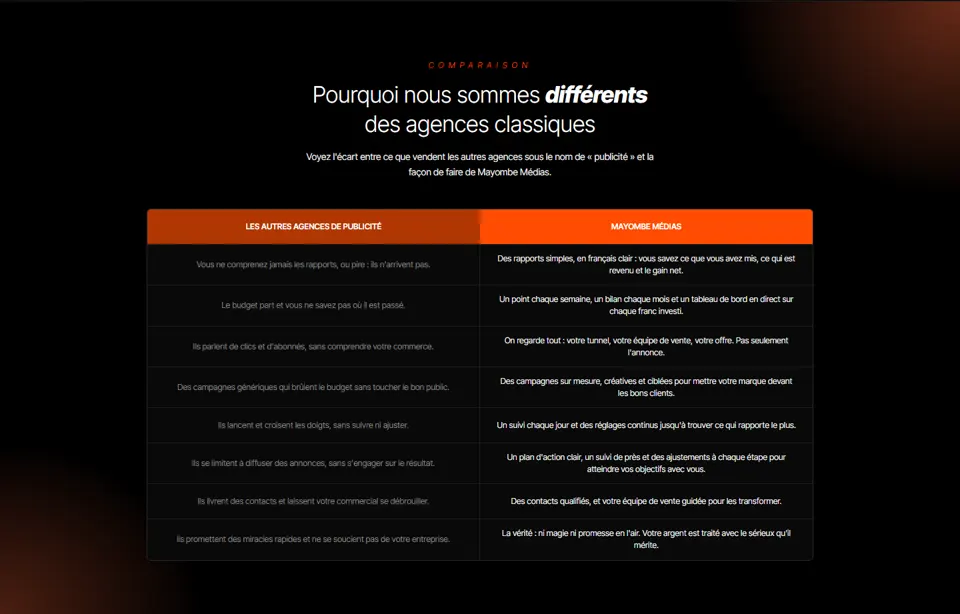 COMPARAISON
Pourquoi nous sommes différents
des agences classiques
Voyez l'écart entre ce que vendent les autres agences sous le nom de « publicité » et la
façon de faire de Mayombe Médias.
LES AUTRES AGENCES DE PUBLICITÉ
MAYOMBE MÉDIAS
Vous ne comprenez jamais les rapports, ou pire : ils n'arrivent pas.
Des rapports simples, en français clair : vous savez ce que vous avez mis, ce qui est
revenu et le gain net.
Le budget part et vous ne savez pas où il est passé.
Un point chaque semaine, un bilan chaque mois et un tableau de bord en direct sur
chaque franc investi.
Ils parlent de clics et d'abonnés, sans comprendre votre commerce.
On regarde tout : votre tunnel, votre équipe de vente, votre offre. Pas seulement
l'annonce.
Des campagnes génériques qui brûlent le budget sans toucher le bon public.
Des campagnes sur mesure, créatives et ciblées pour mettre votre marque devant
les bons clients.
Ils lancent et croisent les doigts, sans suivre ni ajuster.
Un suivi chaque jour et des réglages continus jusqu'à trouver ce qui rapporte le plus.
Ils se limitent à diffuser des annonces, sans s'engager sur le résultat.
Un plan d'action clair, un suivi de près et des ajustements à chaque étape pour
atteindre vos objectifs avec vous.
Ils livrent des contacts et laissent votre commercial se débrouiller.
Des contacts qualifiés, et votre équipe de vente guidée pour les transformer.
Ils promettent des miracles rapides et ne se soucient pas de votre entreprise.
La vérité : ni magie ni promesse en l'air. Votre argent est traité avec le sérieux qu'il
mérite.